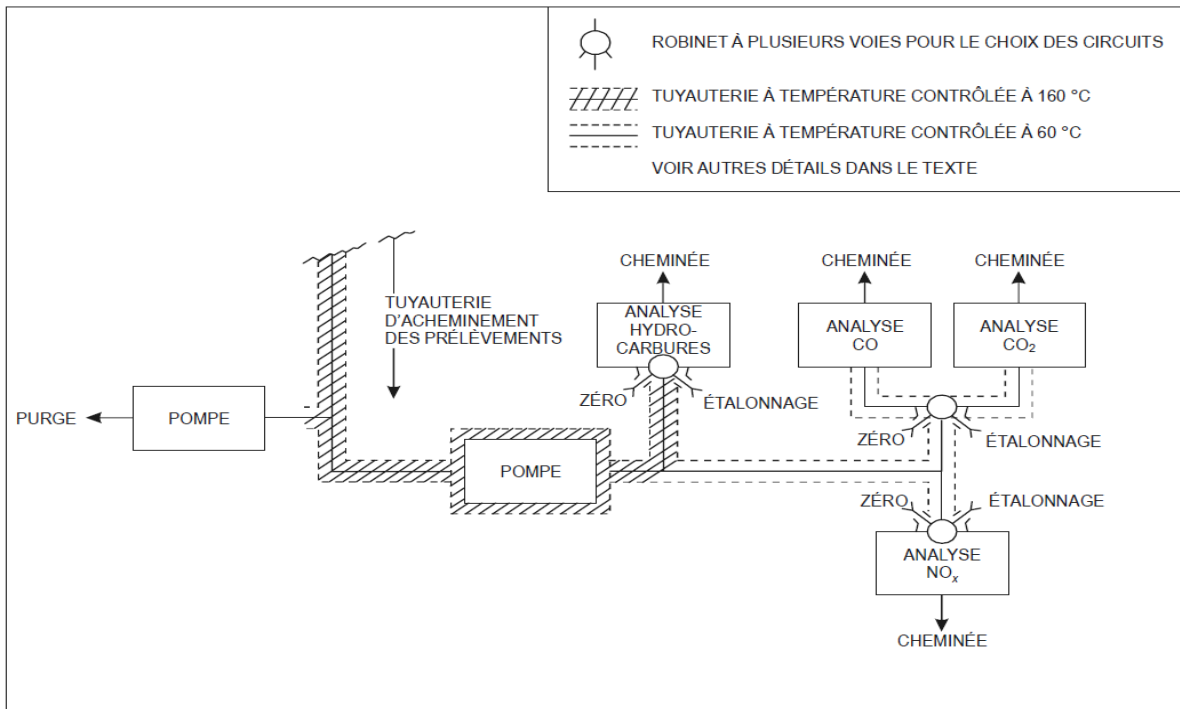 ROBINET À PLUSIEURS VOIES POUR LE CHOIX DES CIRCUITS
TUYAUTERIE À TEMPÉRATURE CONTRÔLÉE À 160 °C
TUYAUTERIE À TEMPÉRATURE CONTRÔLÉE À 60 °C
VOIR AUTRES DÉTAILS DANS LE TEXTE
CHEMINÉE
CHEMINÉE
CHEMINÉE
TUYAUTERIE
D'ACHEMINEMENT
DES PRÉLÈVEMENTS
ANALYSE
HYDRO-
CARBURES
ANALYSE
CO
ANALYSE
CO₂
ZÉRO
ÉTALONNAGE
PURGE
POMPE
ZÉRO
ÉTALONNAGE
POMPE
ZÉRO
ÉTALONNAGE
ANALYSE
NOₓ
CHEMINÉE